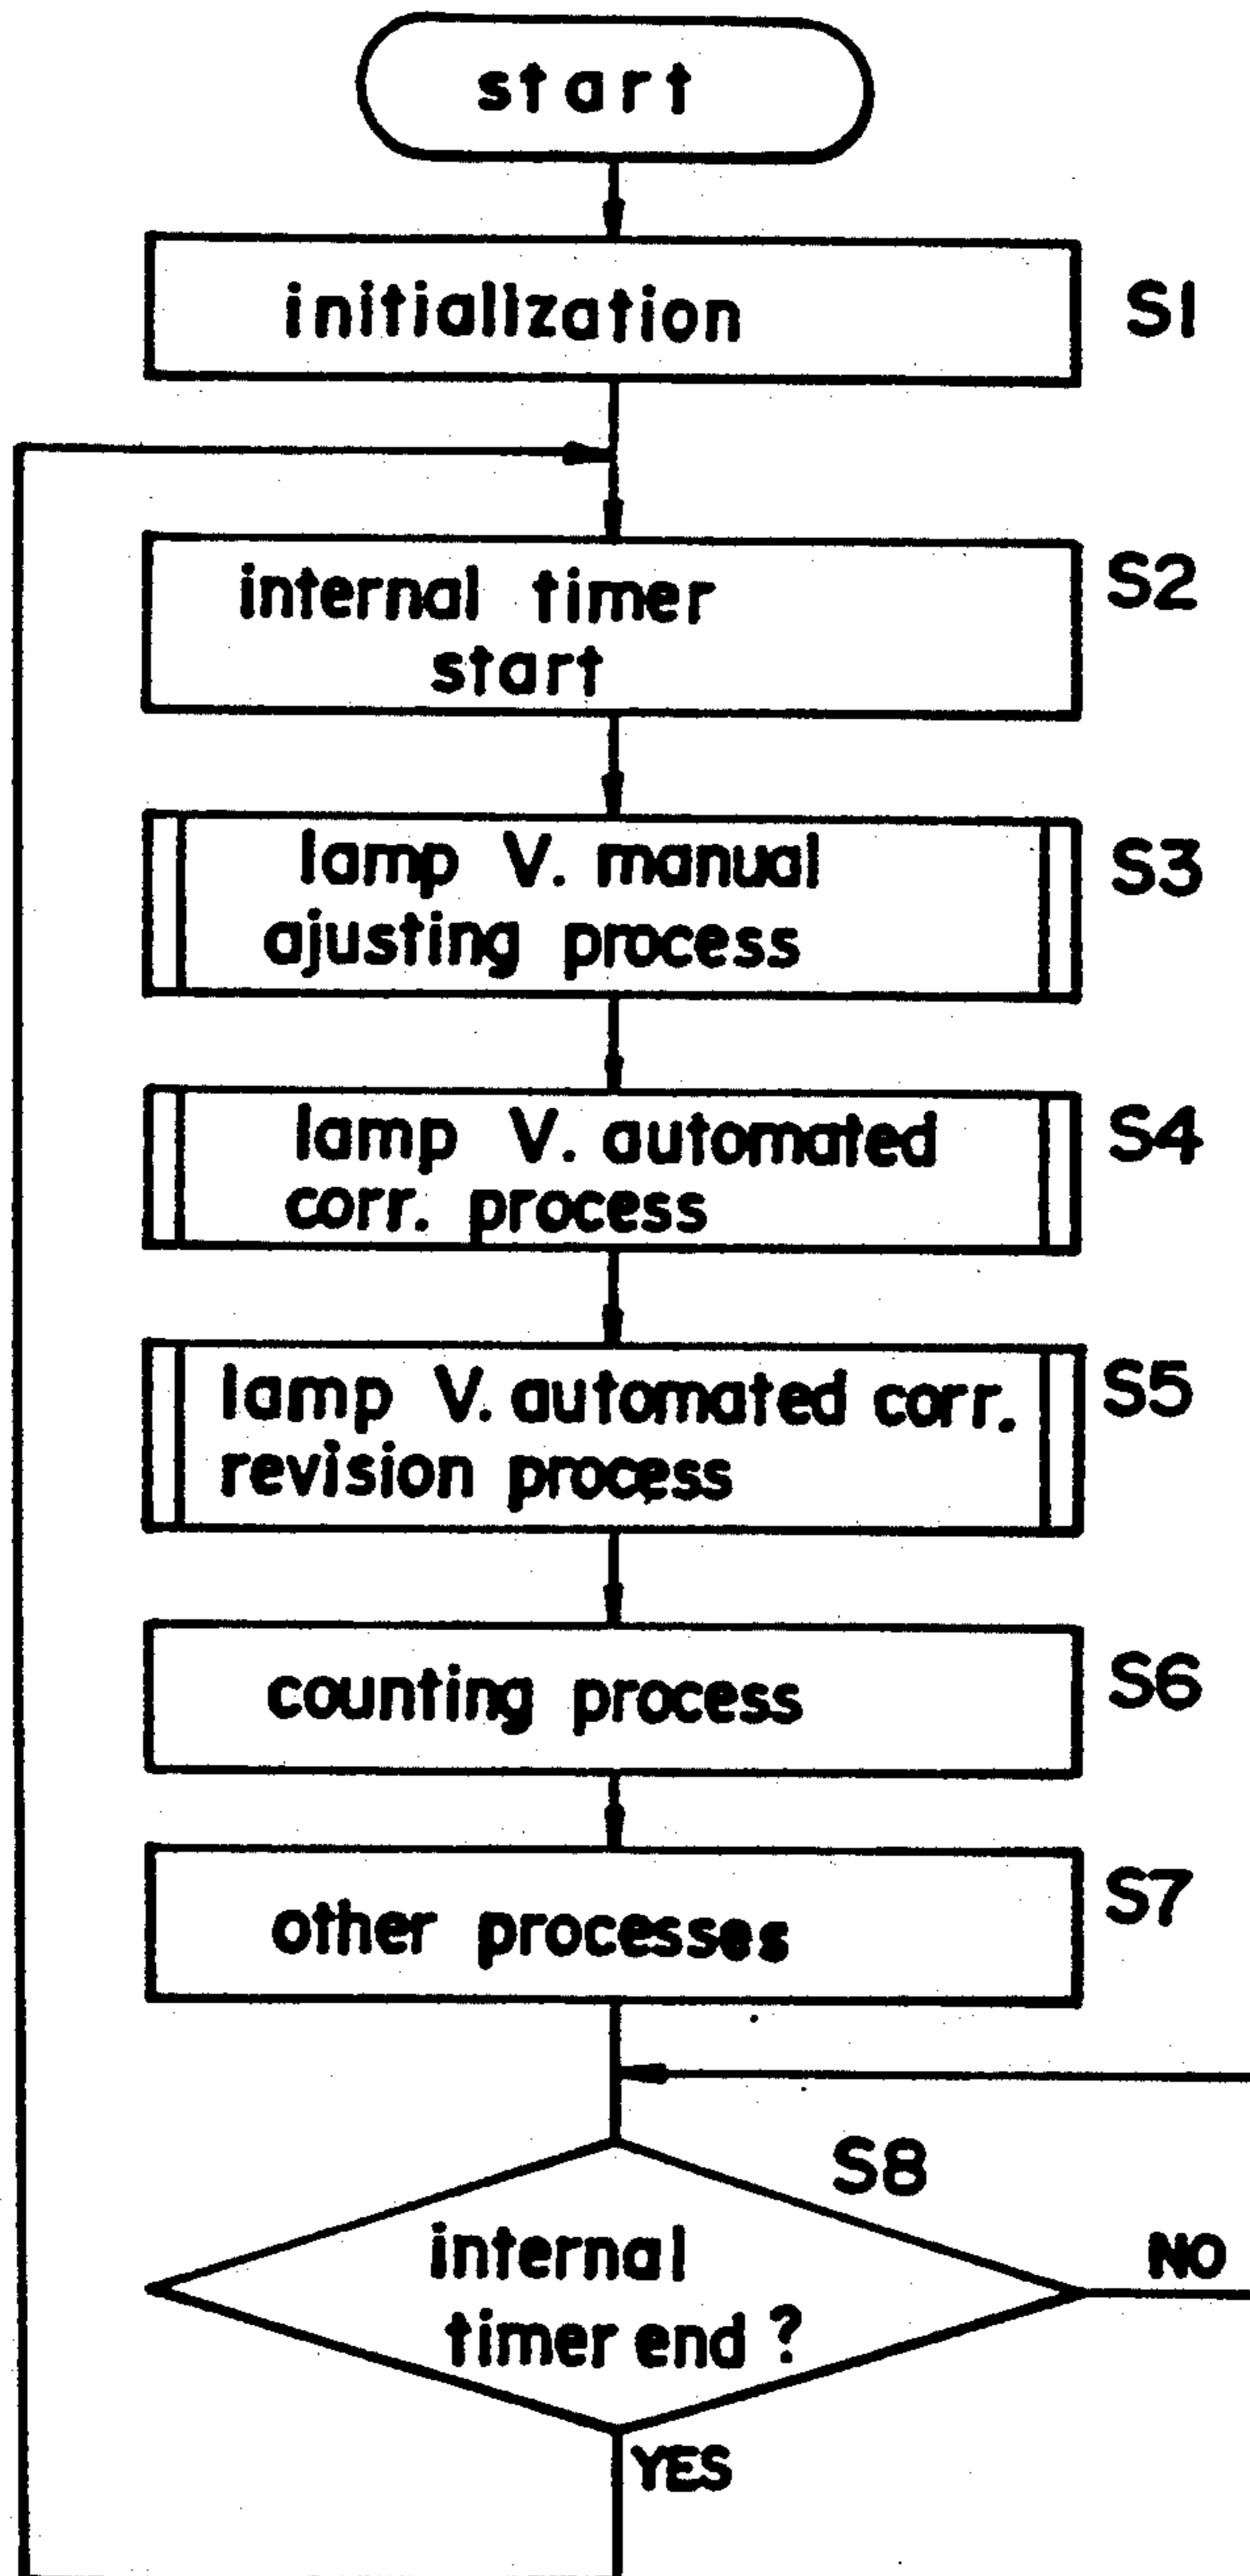 start
initialization
S1
internal timer
start
S2
lamp V. manual
ajusting process
S3
lamp V. automated
corr. process
S4
lamp V. automated corr.
revision process
S5
counting process
S6
other processes
S7
S8
internal
timer end ?
NO
YES